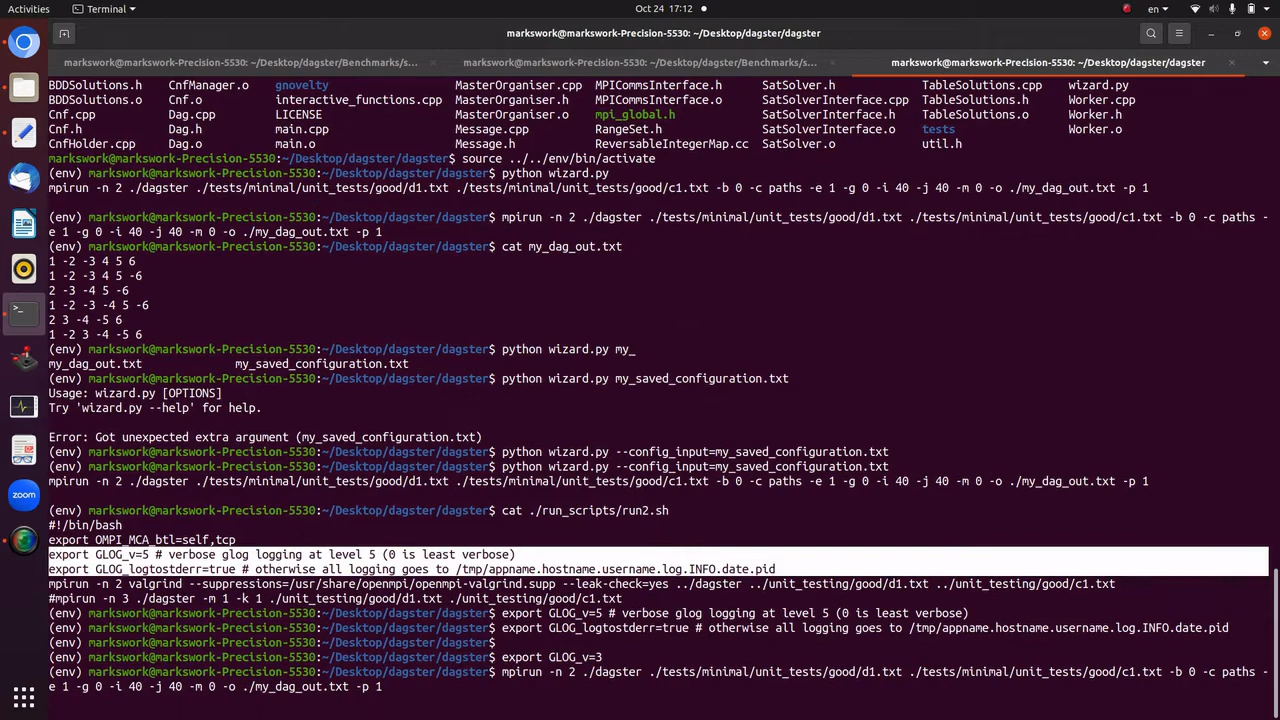 Activities
Terminal
Oct 24 17:12
en
markswork@markswork-Precision-5530: ~/Desktop/dagster/dagster
markswork@markswork-Precision-5530: ~/Desktop/dagster/Benchmarks/s... markswork@markswork-Precision-5530: ~/Desktop/dagster/Benchmarks/s... markswork@markswork-Precision-5530: ~/Desktop/dagster/dagster
BDDSolutions.h CnfManager.o gnovelty MasterOrganiser.cpp MPICommsInterface.h SatSolver.h TableSolutions.cpp wizard.py
BDDSolutions.o Cnf.o interactive_functions.cpp MasterOrganiser.h MPICommsInterface.o SatSolverInterface.cpp TableSolutions.h Worker.cpp
Cnf.cpp Dag.cpp LICENSE MasterOrganiser.o mpi_global.h SatSolverInterface.h TableSolutions.o Worker.h
Cnf.h Dag.h main.cpp Message.cpp RangeSet.h SatSolverInterface.o tests Worker.o
CnfHolder.cpp Dag.o main.o Message.h ReversableIntegerMap.cc SatSolver.o util.h
markswork@markswork-Precision-5530:~/Desktop/dagster/dagster$ source ../../env/bin/activate
(env) markswork@markswork-Precision-5530:~/Desktop/dagster/dagster$ python wizard.py
mpirun -n 2 ./dagster ./tests/minimal/unit_tests/good/d1.txt ./tests/minimal/unit_tests/good/c1.txt -b 0 -c paths -e 1 -g 0 -i 40 -j 40 -m 0 -o ./my_dag_out.txt -p 1
(env) markswork@markswork-Precision-5530:~/Desktop/dagster/dagster$ mpirun -n 2 ./dagster ./tests/minimal/unit_tests/good/d1.txt ./tests/minimal/unit_tests/good/c1.txt -b 0 -c paths -
e 1 -g 0 -i 40 -j 40 -m 0 -o ./my_dag_out.txt -p 1
(env) markswork@markswork-Precision-5530:~/Desktop/dagster/dagster$ cat my_dag_out.txt
1 -2 -3 4 5 6
1 -2 -3 4 5 -6
2 -3 -4 5 6
1 -2 -3 -4 5 -6
2 3 -4 -5 6
1 -2 3 -4 -5 6
(env) markswork@markswork-Precision-5530:~/Desktop/dagster/dagster$ python wizard.py my_
my_dag_out.txt my_saved_configuration.txt
(env) markswork@markswork-Precision-5530:~/Desktop/dagster/dagster$ python wizard.py my_saved_configuration.txt
Usage: wizard.py [OPTIONS]
Try 'wizard.py --help' for help.
Error: Got unexpected extra argument (my_saved_configuration.txt)
(env) markswork@markswork-Precision-5530:~/Desktop/dagster/dagster$ python wizard.py --config_input=my_saved_configuration.txt
(env) markswork@markswork-Precision-5530:~/Desktop/dagster/dagster$ python wizard.py --config_input=my_saved_configuration.txt
mpirun -n 2 ./dagster ./tests/minimal/unit_tests/good/d1.txt ./tests/minimal/unit_tests/good/c1.txt -b 0 -c paths -e 1 -g 0 -i 40 -j 40 -m 0 -o ./my_dag_out.txt -p 1
(env) markswork@markswork-Precision-5530:~/Desktop/dagster/dagster$ cat ./run_scripts/run2.sh
#!/bin/bash
export OMPI_MCA_btl=self,tcp
export GLOG_v=5 # verbose glog logging at level 5 (0 is least verbose)
export GLOG_logtostderr=true # otherwise all logging goes to /tmp/appname.hostname.username.log.INFO.date.pid
mpirun -n 2 valgrind --suppressions=/usr/share/openmpi/openmpi-valgrind.supp --leak-check=yes ../dagster ../unit_testing/good/d1.txt ../unit_testing/good/c1.txt
#mpirun -n 3 ./dagster -m 1 -k 1 ./unit_testing/good/d1.txt ./unit_testing/good/c1.txt
(env) markswork@markswork-Precision-5530:~/Desktop/dagster/dagster$ export GLOG_v=5 # verbose glog logging at level 5 (0 is least verbose)
(env) markswork@markswork-Precision-5530:~/Desktop/dagster/dagster$ export GLOG_logtostderr=true # otherwise all logging goes to /tmp/appname.hostname.username.log.INFO.date.pid
(env) markswork@markswork-Precision-5530:~/Desktop/dagster/dagster$
(env) markswork@markswork-Precision-5530:~/Desktop/dagster/dagster$ export GLOG_v=3
(env) markswork@markswork-Precision-5530:~/Desktop/dagster/dagster$ mpirun -n 2 ./dagster ./tests/minimal/unit_tests/good/d1.txt ./tests/minimal/unit_tests/good/c1.txt -b 0 -c paths -
e 1 -g 0 -i 40 -j 40 -m 0 -o ./my_dag_out.txt -p 1
zoom